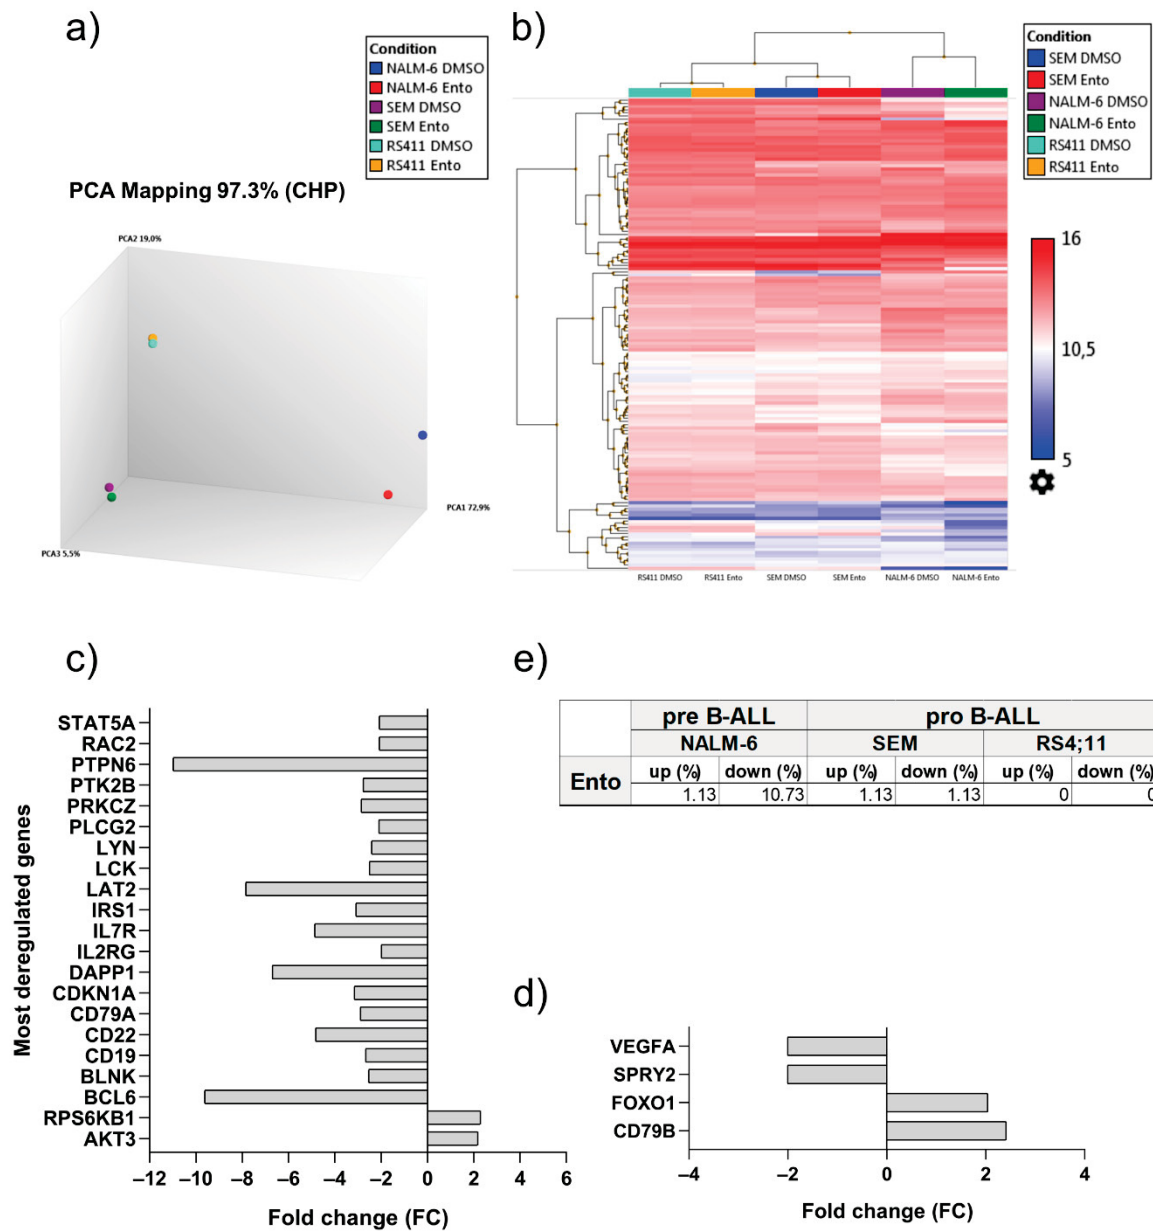 a)
Condition
NALM-6 DMSO
NALM-6 Ento
SEM DMSO
SEM Ento
RS411 DMSO
RS411 Ento
PCA Mapping 97.3% (CHP)
PCA2 19,0%
PCA1 72,9%
PCA3 5,5%
b)
Condition
SEM DMSO
SEM Ento
NALM-6 DMSO
NALM-6 Ento
RS411 DMSO
RS411 Ento
16
10,5
5
RS411 DMSO RS411 Ento SEM DMSO SEM Ento NALM-6 DMSO NALM-6 Ento
c)
Most deregulated genes
STAT5A
RAC2
PTPN6
PTK2B
PRKCZ
PLCG2
LYN
LCK
LAT2
IRS1
IL7R
IL2RG
DAPP1
CDKN1A
CD79A
CD22
CD19
BLNK
BCL6
RPS6KB1
AKT3
−12 −10 −8 −6 −4 −2 0 2 4 6
Fold change (FC)
e)
pre B-ALL pro B-ALL
NALM-6 SEM RS4;11
Ento up (%) down (%) up (%) down (%) up (%) down (%)
1.13 10.73 1.13 1.13 0 0
d)
VEGFA
SPRY2
FOXO1
CD79B
−4 −2 0 2 4
Fold change (FC)